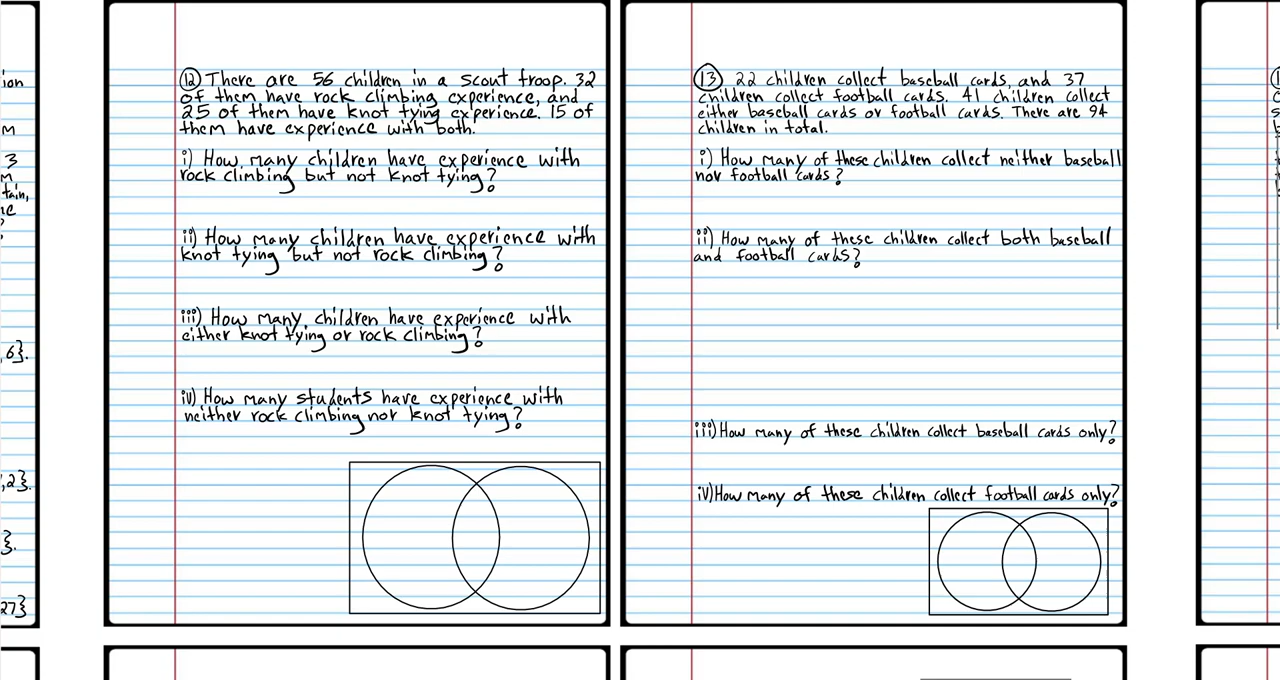 ion
m
3
m
tain,
ne
,6}.
,2}.
}.
27}
⑫ There are 56 children in a scout troop. 32
of them have rock climbing experience, and
25 of them have knot tying experience. 15 of
them have experience with both.
i) How many children have experience with
rock climbing but not knot tying?
ii) How many children have experience with
knot tying but not rock climbing?
iii) How many children have experience with
either knot tying or rock climbing?
iv) How many students have experience with
neither rock climbing nor knot tying?
⑬ 22 children collect baseball cards, and 37
children collect football cards. 41 children collect
either baseball cards or football cards. There are 94
children in total.
i) How many of these children collect neither baseball
nor football cards?
ii) How many of these children collect both baseball
and football cards?
iii) How many of these children collect baseball cards only?
iv) How many of these children collect football cards only?